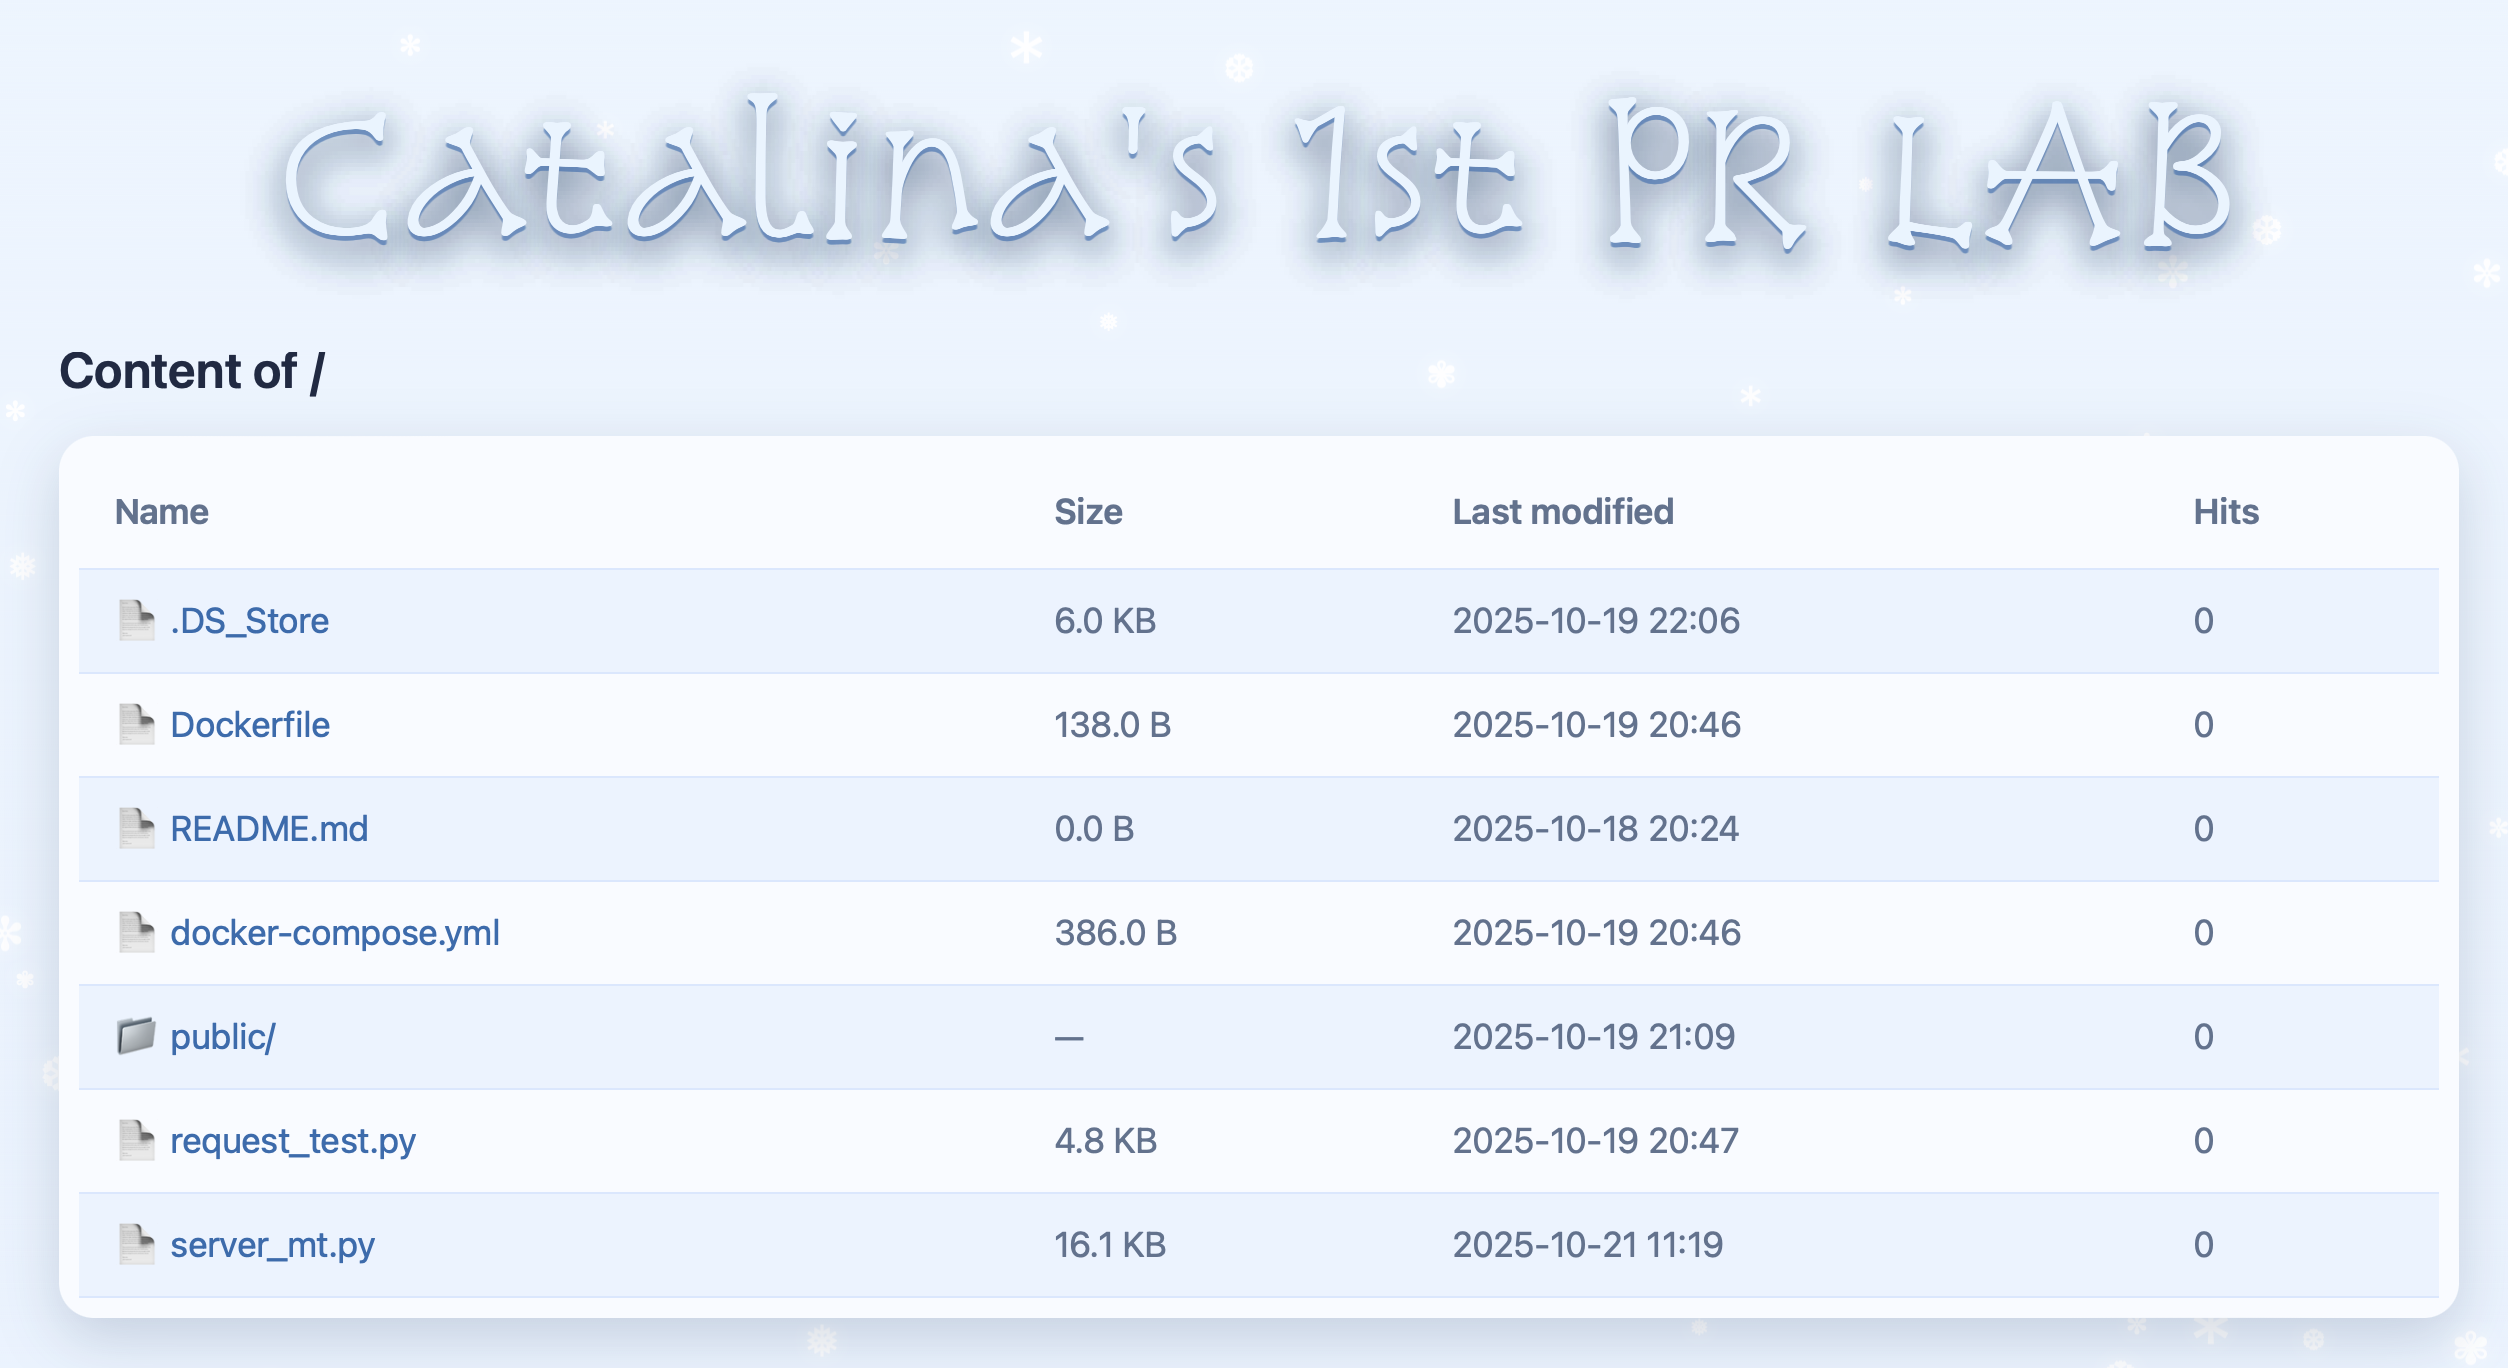 Catalina's 1st PR LAB
Content of /
Name Size Last modified Hits
.DS_Store 6.0 KB 2025-10-19 22:06 0
Dockerfile 138.0 B 2025-10-19 20:46 0
README.md 0.0 B 2025-10-18 20:24 0
docker-compose.yml 386.0 B 2025-10-19 20:46 0
public/ — 2025-10-19 21:09 0
request_test.py 4.8 KB 2025-10-19 20:47 0
server_mt.py 16.1 KB 2025-10-21 11:19 0